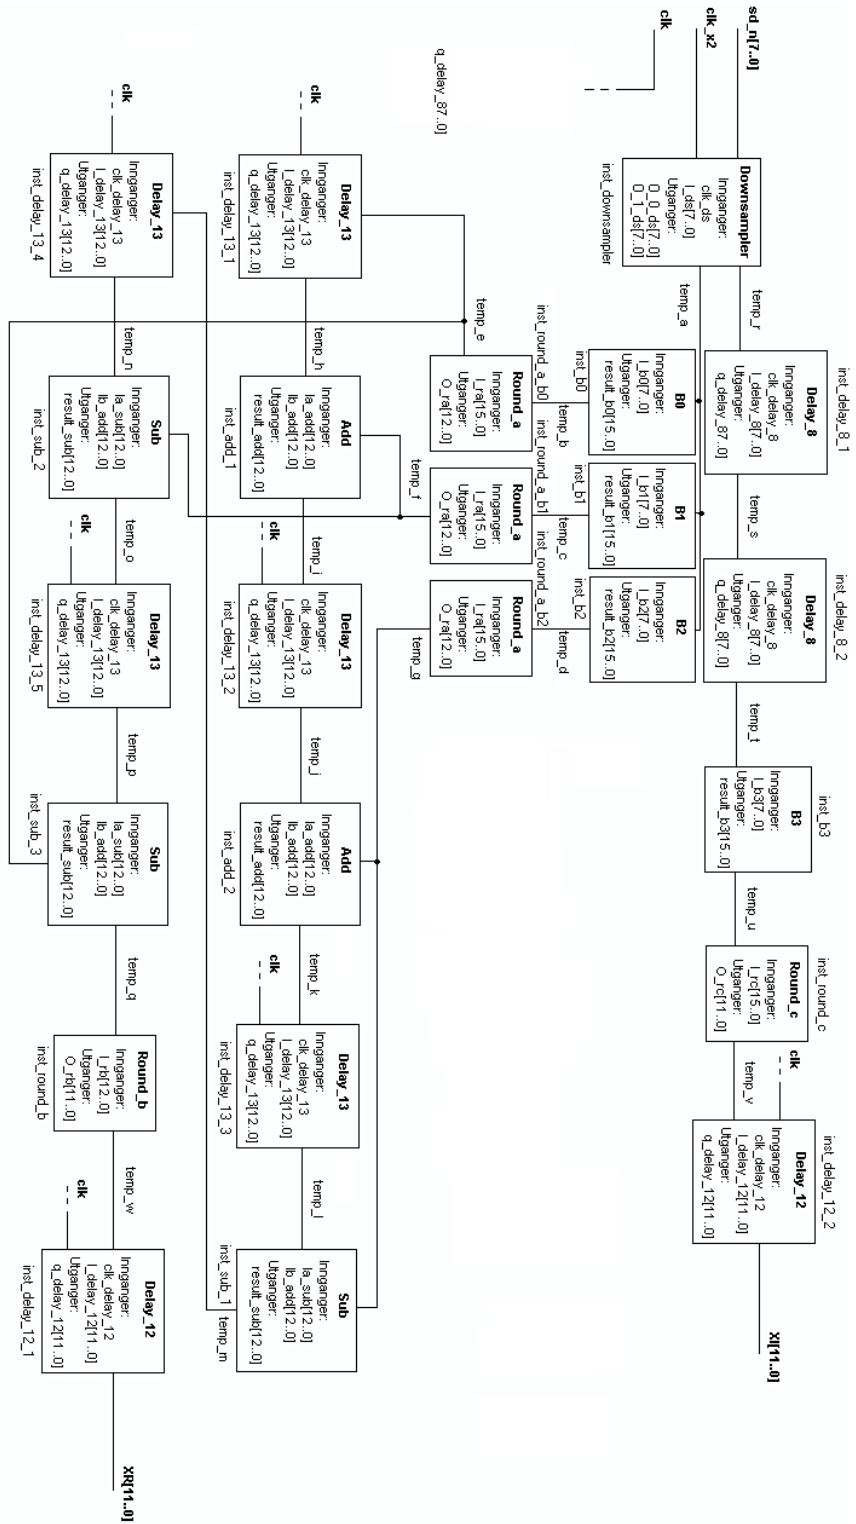 sd_n[7..0]
clk_x2
clk
Downsampler
Innganger:
clk_ds
I_ds[7..0]
Utganger:
O_0_ds[7..0]
O_1_ds[7..0]
inst_downsampler
temp_r
temp_a
inst_delay_8_1
Delay_8
Innganger:
clk_delay_8
I_delay_8[7..0]
Utganger:
q_delay_87..0]
temp_s
inst_delay_8_2
Delay_8
Innganger:
clk_delay_8
I_delay_8[7..0]
Utganger:
q_delay_8[7..0]
temp_t
inst_b3
B3
Innganger:
I_b3[7..0]
Utganger:
result_b3[15..0]
temp_u
inst_round_c
Round_c
Innganger:
I_rc[15..0]
Utganger:
O_rc[11..0]
temp_v
clk
inst_delay_12_2
Delay_12
Innganger:
clk_delay_12
I_delay_12[11..0]
Utganger:
q_delay_12[11..0]
XI[11..0]
B0
Innganger:
I_b0[7..0]
Utganger:
result_b0[15..0]
inst_b0
temp_b
B1
Innganger:
I_b1[7..0]
Utganger:
result_b1[15..0]
inst_b1
temp_c
B2
Innganger:
I_b2[7..0]
Utganger:
result_b2[15..0]
inst_b2
temp_d
q_delay_87..0]
inst_round_a_b0
Round_a
Innganger:
I_ra[15..0]
Utganger:
O_ra[12..0]
temp_e
inst_round_a_b1
Round_a
Innganger:
I_ra[15..0]
Utganger:
O_ra[12..0]
temp_f
inst_round_a_b2
Round_a
Innganger:
I_ra[15..0]
Utganger:
O_ra[12..0]
temp_g
clk
Delay_13
Innganger:
clk_delay_13
I_delay_13[12..0]
Utganger:
q_delay_13[12..0]
inst_delay_13_1
temp_h
Add
Innganger:
Ia_add[12..0]
Ib_add[12..0]
Utganger:
result_add[12..0]
inst_add_1
temp_i
clk
Delay_13
Innganger:
clk_delay_13
I_delay_13[12..0]
Utganger:
q_delay_13[12..0]
inst_delay_13_2
temp_j
Add
Innganger:
Ia_add[12..0]
Ib_add[12..0]
Utganger:
result_add[12..0]
inst_add_2
temp_k
clk
Delay_13
Innganger:
clk_delay_13
I_delay_13[12..0]
Utganger:
q_delay_13[12..0]
inst_delay_13_3
temp_l
Sub
Innganger:
Ia_sub[12..0]
Ib_add[12..0]
Utganger:
result_sub[12..0]
inst_sub_1
temp_m
clk
Delay_13
Innganger:
clk_delay_13
I_delay_13[12..0]
Utganger:
q_delay_13[12..0]
inst_delay_13_4
temp_n
Sub
Innganger:
Ia_sub[12..0]
Ib_add[12..0]
Utganger:
result_sub[12..0]
inst_sub_2
temp_o
clk
Delay_13
Innganger:
clk_delay_13
I_delay_13[12..0]
Utganger:
q_delay_13[12..0]
inst_delay_13_5
temp_p
Sub
Innganger:
Ia_sub[12..0]
Ib_add[12..0]
Utganger:
result_sub[12..0]
inst_sub_3
temp_q
Round_b
Innganger:
I_rb[12..0]
Utganger:
O_rb[11..0]
inst_round_b
temp_w
clk
Delay_12
Innganger:
clk_delay_12
I_delay_12[11..0]
Utganger:
q_delay_12[11..0]
inst_delay_12_1
XR[11..0]